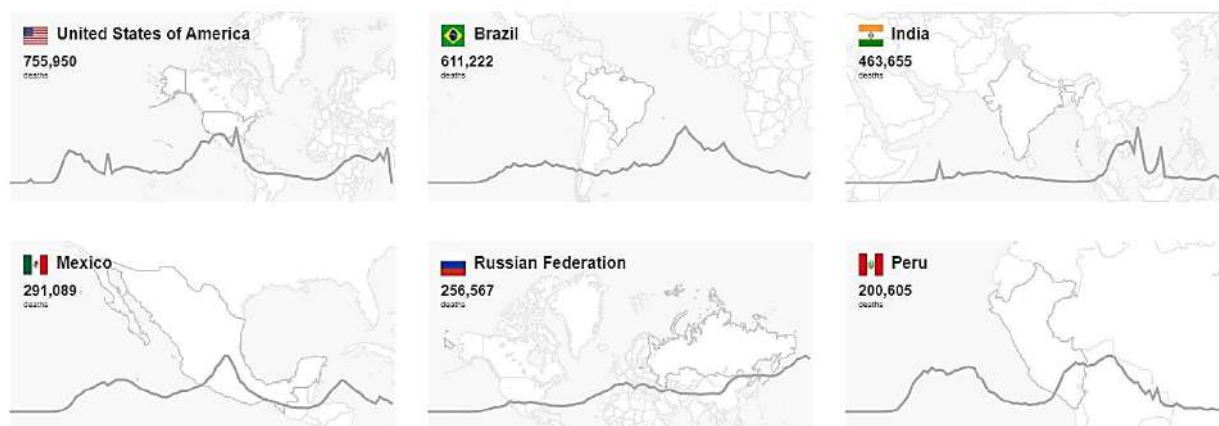 United States of America
755,950
deaths
Brazil
611,222
deaths
India
463,655
deaths
Mexico
291,089
deaths
Russian Federation
256,567
deaths
Peru
200,605
deaths